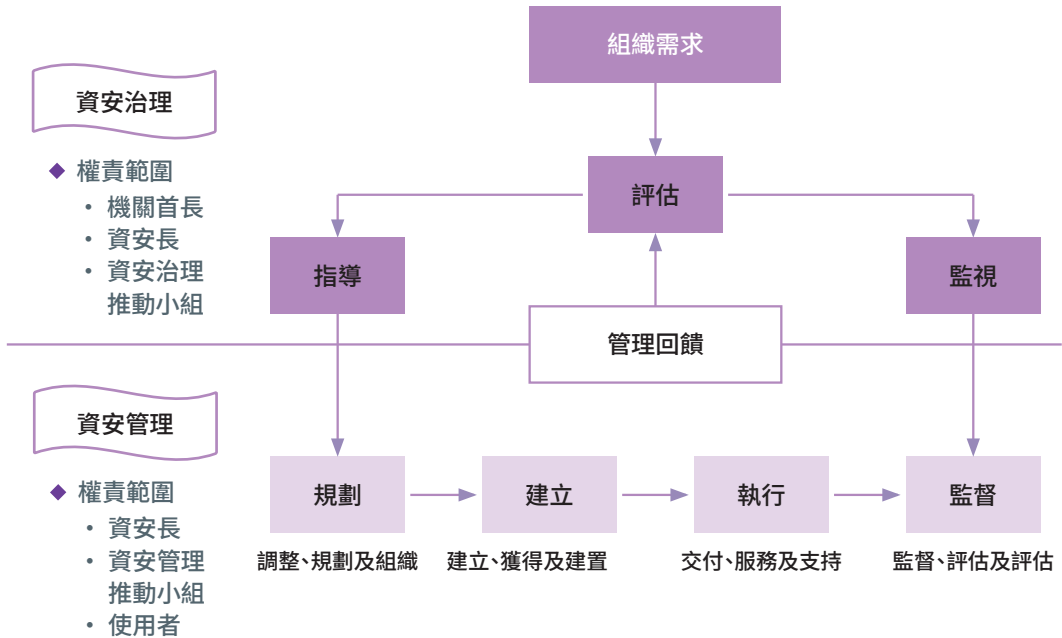 組織需求
資安治理
◆ 權責範圍
・ 機關首長
・ 資安長
・ 資安治理
推動小組
評估
指導
監視
管理回饋
資安管理
◆ 權責範圍
・ 資安長
・ 資安管理
推動小組
・ 使用者
規劃
建立
執行
監督
調整、規劃及組織
建立、獲得及建置
交付、服務及支持
監督、評估及評估